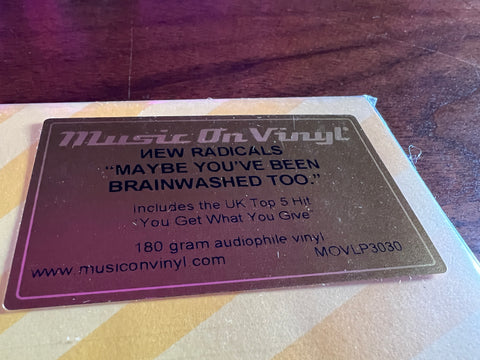 Music On Vinyl
ИEW RADICALS
“MAYBE YOU’VE BEEN
BRAINWASHED TOO.”
includes the UK Top 5 Hit
‘You Get What You Give’
180 gram audiophile vinyl
www.musiconvinyl.com MOVLP3030